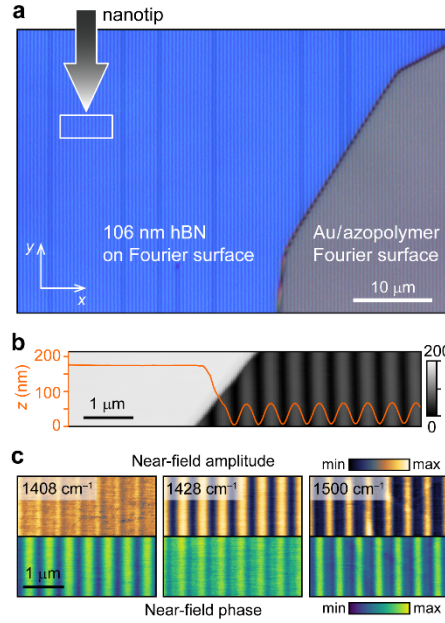 a
nanotip
106 nm hBN
on Fourier surface
Au/azopolymer
Fourier surface
y
x
10 μm
b
z (nm)
200
100
0
1 μm
200
0
c
Near-field amplitude
min max
1408 cm⁻¹
1428 cm⁻¹
1500 cm⁻¹
1 μm
Near-field phase
min max